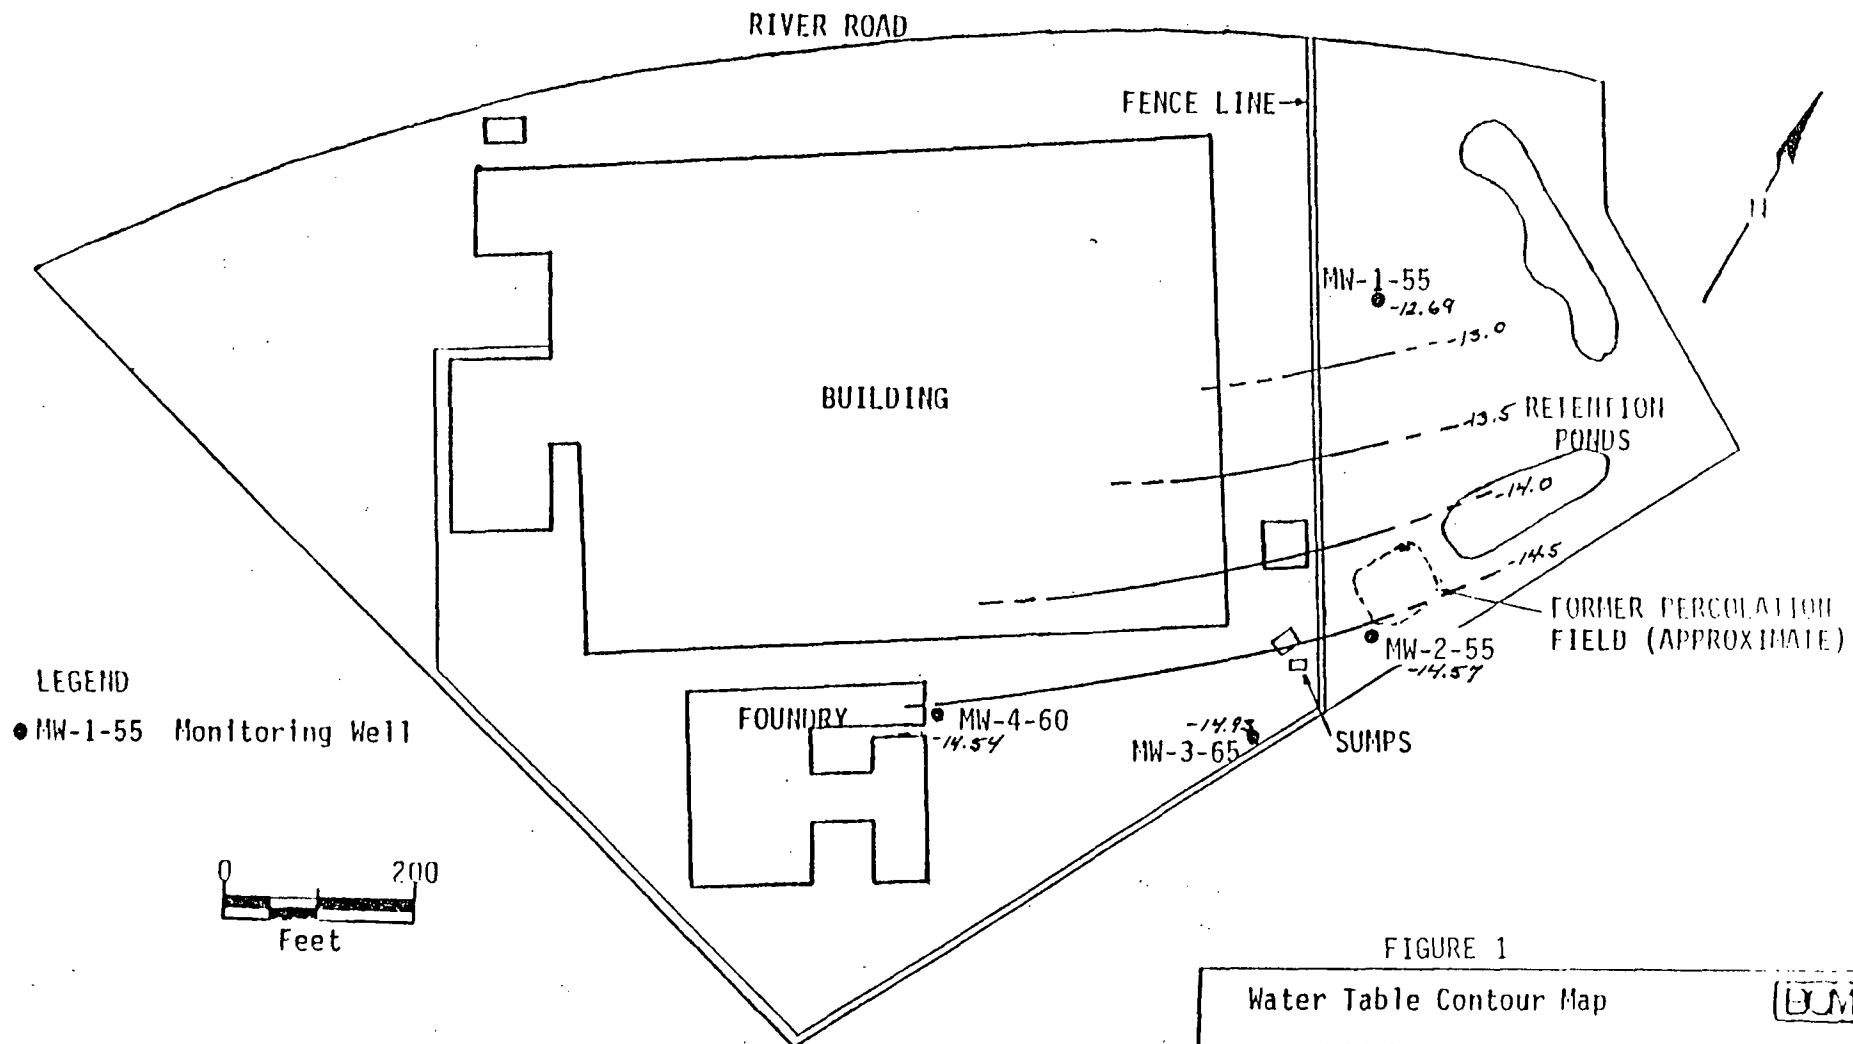 RIVER ROAD
FENCE LINE
N
MW-1-55
-12.69
-13.0
BUILDING
-13.5
RETENTION
PONDS
-14.0
-14.5
FORMER PERCOLATION
FIELD (APPROXIMATE)
MW-2-55
-14.57
LEGEND
MW-1-55 Monitoring Well
FOUNDRY
MW-4-60
-14.54
-14.93
MW-3-65
SUMPS
0 200
Feet
FIGURE 1
Water Table Contour Map